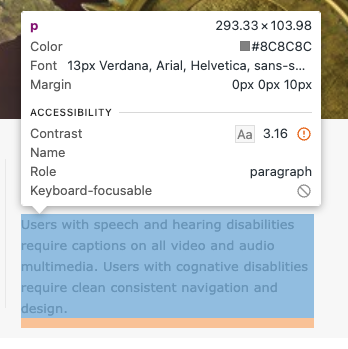 p 293.33 × 103.98
Color #8C8C8C
Font 13px Verdana, Arial, Helvetica, sans-s...
Margin 0px 0px 10px
ACCESSIBILITY
Contrast Aa 3.16
Name
Role paragraph
Keyboard-focusable
Users with speech and hearing disabilities
require captions on all video and audio
multimedia. Users with cognative disablities
require clean consistent navigation and
design.